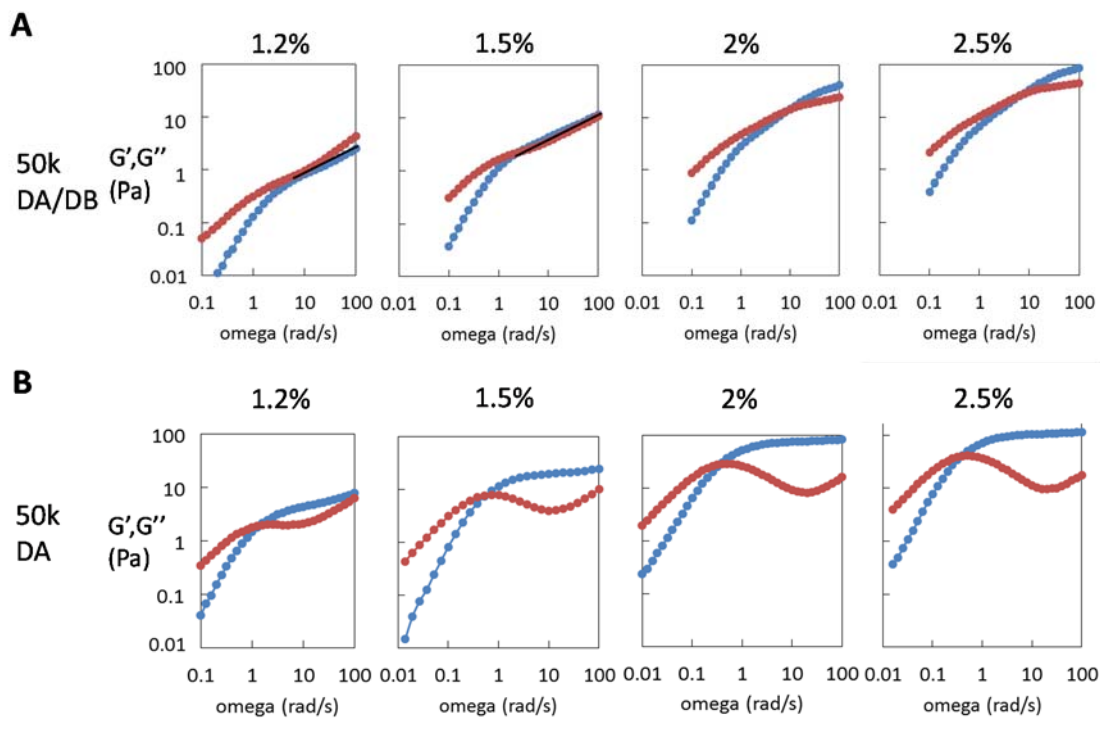 A
1.2% 1.5% 2% 2.5%
50k
DA/DB
G′,G′′
(Pa)
100
10
1
0.1
0.01
0.1 1 10 100 0.01 0.1 1 10 100 0.01 0.1 1 10 100 0.01 0.1 1 10 100
omega (rad/s) omega (rad/s) omega (rad/s) omega (rad/s)
B
1.2% 1.5% 2% 2.5%
50k
DA
G′,G′′
(Pa)
100
10
1
0.1
0.01
0.1 1 10 100 0.01 0.1 1 10 100 0.01 0.1 1 10 100 0.01 0.1 1 10 100
omega (rad/s) omega (rad/s) omega (rad/s) omega (rad/s)